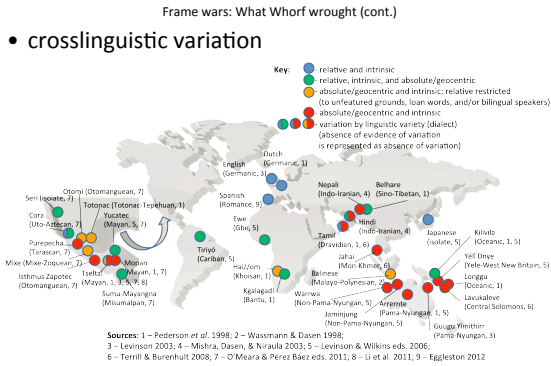 Frame wars: What Whorf wrought (cont.)
• crosslinguistic variation
Key:
- relative and intrinsic
- relative, intrinsic, and absolute/geocentric
- absolute/geocentric and intrinsic; relative restricted
(to unfeatured grounds, loan words, and/or bilingual speakers)
- absolute/geocentric and intrinsic
- variation by linguistic variety (dialect)
(absence of evidence of variation
is represented as absence of variation)
Dutch
(Germanic, 1)
English
(Germanic, 3)
Spanish
(Romance, 9)
Ewe
(Gbe, 5)
Nepali
(Indo-Iranian, 4)
Belhare
(Sino-Tibetan, 1)
Otomi (Otomanguean, 7)
Seri (isolate, 7)
Totonac (Totonac-Tepehuan, 1)
Cora
(Uto-Aztecan, 7)
Yucatec
(Mayan, 5, 7)
Purepecha
(Tarascan, 7)
Mixe (Mixe-Zoquean, 7)
Isthmus Zapotec
(Otomanguean, 7)
Tseltal
(Mayan, 1, 3, 5, 7, 8)
Mopan
(Mayan, 1, 7)
Sumu-Mayangna
(Misumalpan, 7)
Tiriyó
(Cariban, 5)
Hai//om
(Khoisan, 1)
Kgalagadi
(Bantu, 1)
Hindi
(Indo-Iranian, 4)
Tamil
(Dravidian, 1, 6)
Jahai
(Mon-Khmer, 6)
Balinese
(Malayo-Polynesian, 2)
Warrwa
(Non-Pama-Nyungan, 5)
Jaminjung
(Non-Pama-Nyungan, 5)
Arrernte
(Pama-Nyungan, 1, 5)
Japanese
(isolate, 5)
Kilivila
(Oceanic, 1, 5)
Yélî Dnye
(Yele-West New Britain, 5)
Longgu
(Oceanic, 1)
Lavukaleve
(Central Solomons, 6)
Guugu Yimithirr
(Pama-Nyungan, 3)
Sources: 1 – Pederson et al. 1998; 2 – Wassmann & Dasen 1998;
3 – Levinson 2003; 4 – Mishra, Dasen, & Niraula 2003; 5 – Levinson & Wilkins eds. 2006;
6 – Terrill & Burenhult 2008; 7 – O'Meara & Pérez Báez eds. 2011; 8 – Li et al. 2011; 9 – Eggleston 2012